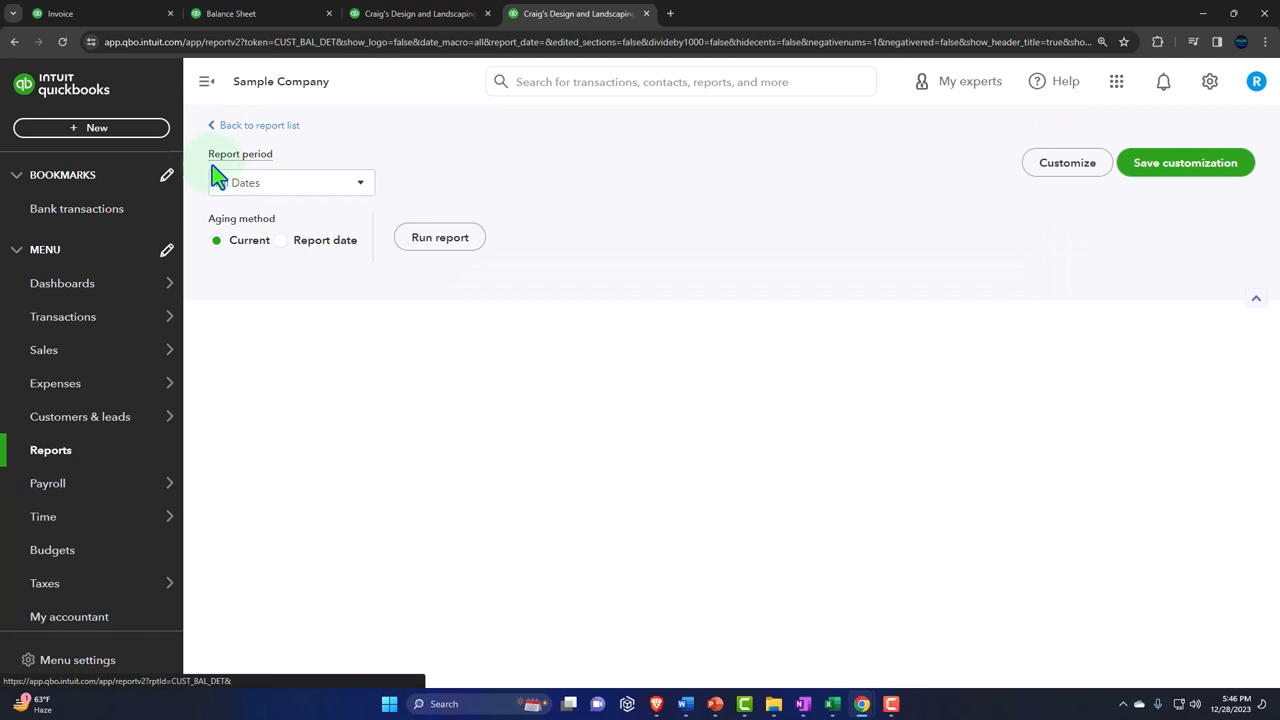 Invoice
Balance Sheet
Craig's Design and Landscaping
Craig's Design and Landscaping
app.qbo.intuit.com/app/reportv2?token=CUST_BAL_DET&show_logo=false&date_macro=all&report_date=&edited_sections=false&divideby1000=false&hidecents=false&negativenums=1&negativered=false&show_header_title=true&sho...
INTUIT
quickbooks
Sample Company
Search for transactions, contacts, reports, and more
My experts
Help
R
+ New
Back to report list
Report period
Dates
Customize
Save customization
BOOKMARKS
Bank transactions
Aging method
Current
Report date
Run report
MENU
Dashboards
Transactions
Sales
Expenses
Customers & leads
Reports
Payroll
Time
Budgets
Taxes
My accountant
Menu settings
https://app.qbo.intuit.com/app/reportv2?rptId=CUST_BAL_DET&
1
63°F
Haze
Search
5:46 PM
12/28/2023